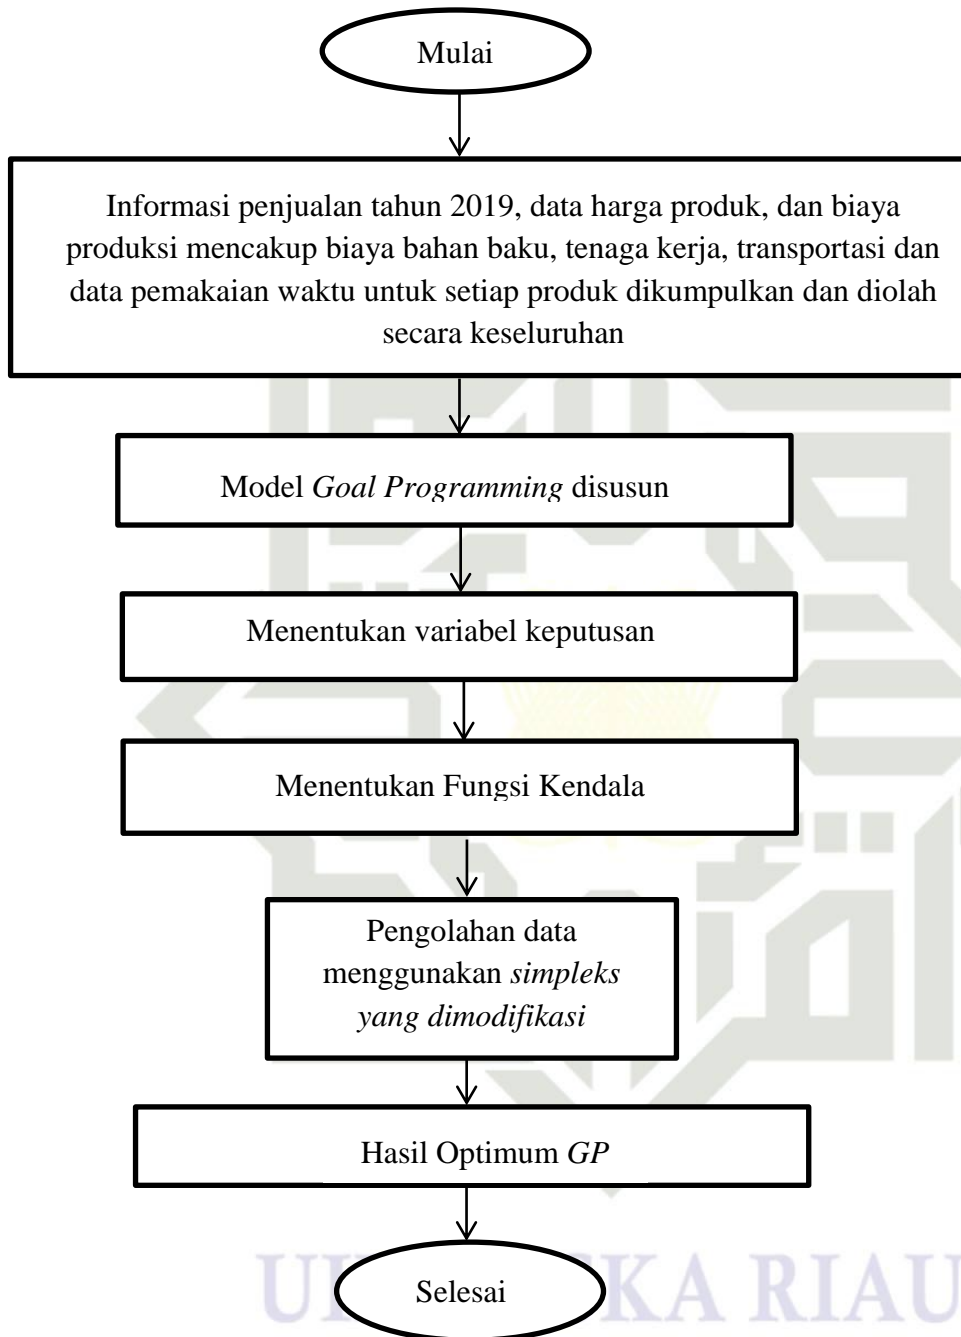 Mulai
Informasi penjualan tahun 2019, data harga produk, dan biaya
produksi mencakup biaya bahan baku, tenaga kerja, transportasi dan
data pemakaian waktu untuk setiap produk dikumpulkan dan diolah
secara keseluruhan
Model Goal Programming disusun
Menentukan variabel keputusan
Menentukan Fungsi Kendala
Pengolahan data
menggunakan simpleks
yang dimodifikasi
Hasil Optimum GP
Selesai
KA RIAU